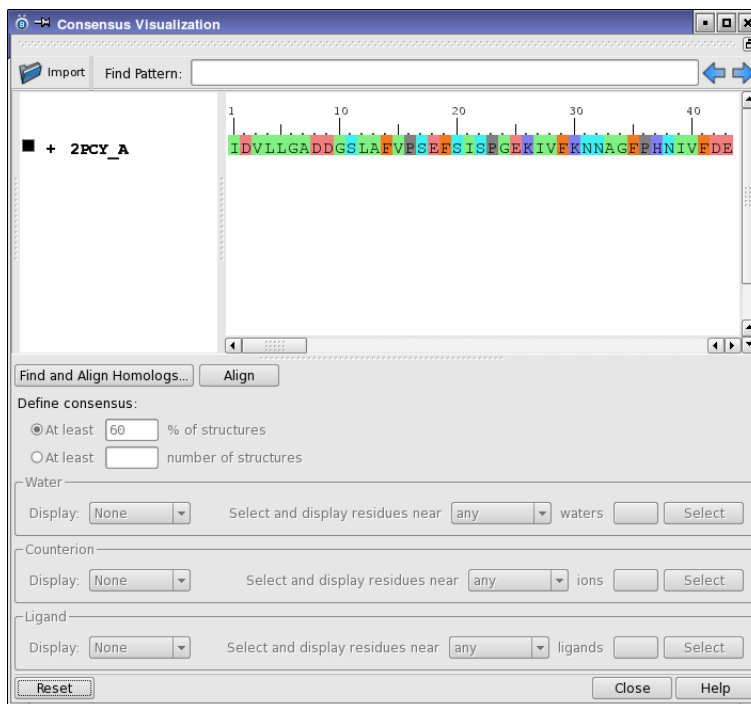 Consensus Visualization
Import Find Pattern:
1 10 20 30 40
+ 2PCY_A IDVLLGADDGSLAFVPSEFSISPGEKIVFKNNAGFPHNIVFDE
Find and Align Homologs... Align
Define consensus:
At least 60 % of structures
At least number of structures
Water
Display: None Select and display residues near any waters Select
Counterion
Display: None Select and display residues near any ions Select
Ligand
Display: None Select and display residues near any ligands Select
Reset Close Help